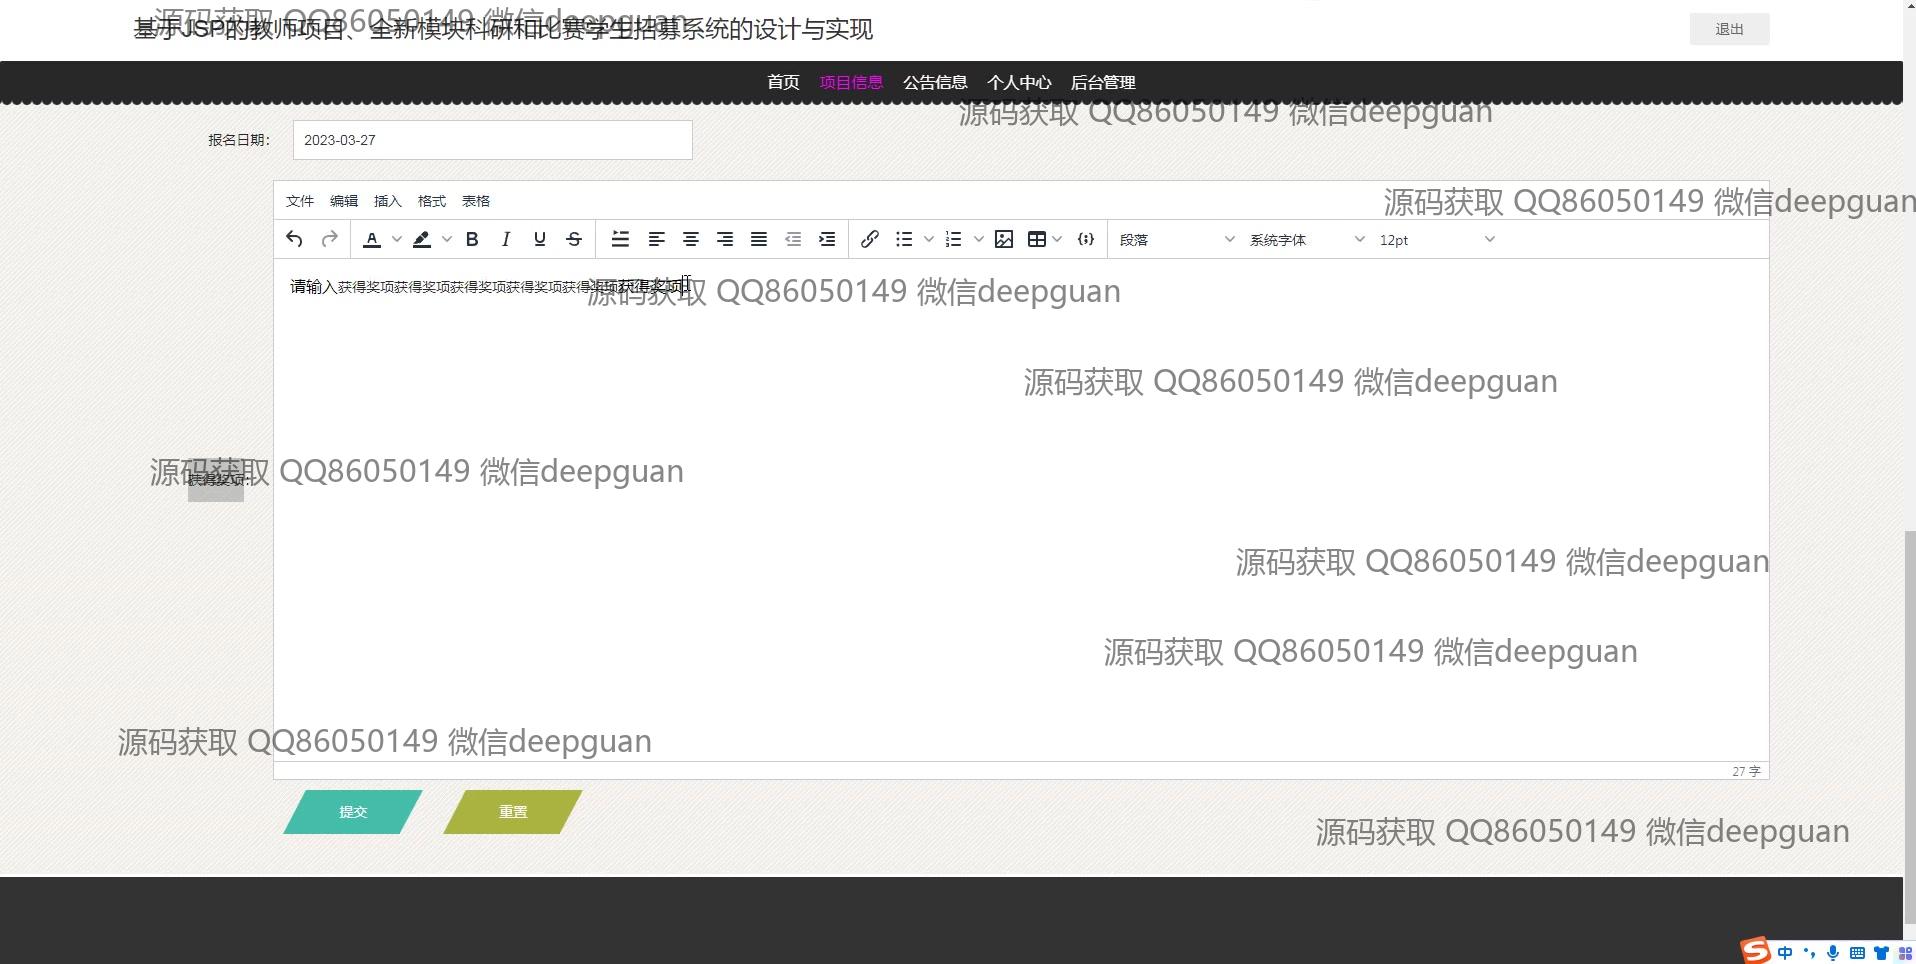 源码获取 QQ86050149 微信deepguan
基于JSP的教师项目、全新模块科研和比赛学生招募系统的设计与实现
退出
首页 项目信息 公告信息 个人中心 后台管理
源码获取 QQ86050149 微信deepguan
报名日期: 2023-03-27
文件 编辑 插入 格式 表格
源码获取 QQ86050149 微信deepguan
段落 系统字体 12pt
请输入获得奖项获得奖项获得奖项获得奖项获得奖项获得奖项
源码获取 QQ86050149 微信deepguan
源码获取 QQ86050149 微信deepguan
源码获取 QQ86050149 微信deepguan
获得奖项:
源码获取 QQ86050149 微信deepguan
源码获取 QQ86050149 微信deepguan
源码获取 QQ86050149 微信deepguan
27 字
提交 重置
源码获取 QQ86050149 微信deepguan
中